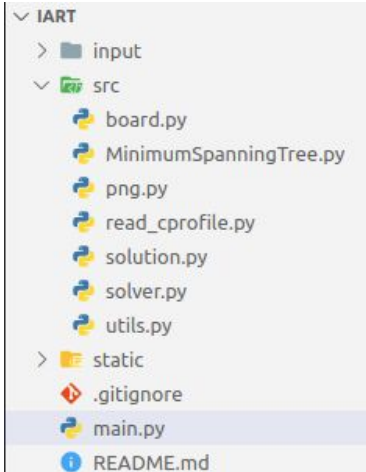 IART
input
src
board.py
MinimumSpanningTree.py
png.py
read_cprofile.py
solution.py
solver.py
utils.py
static
.gitignore
main.py
README.md